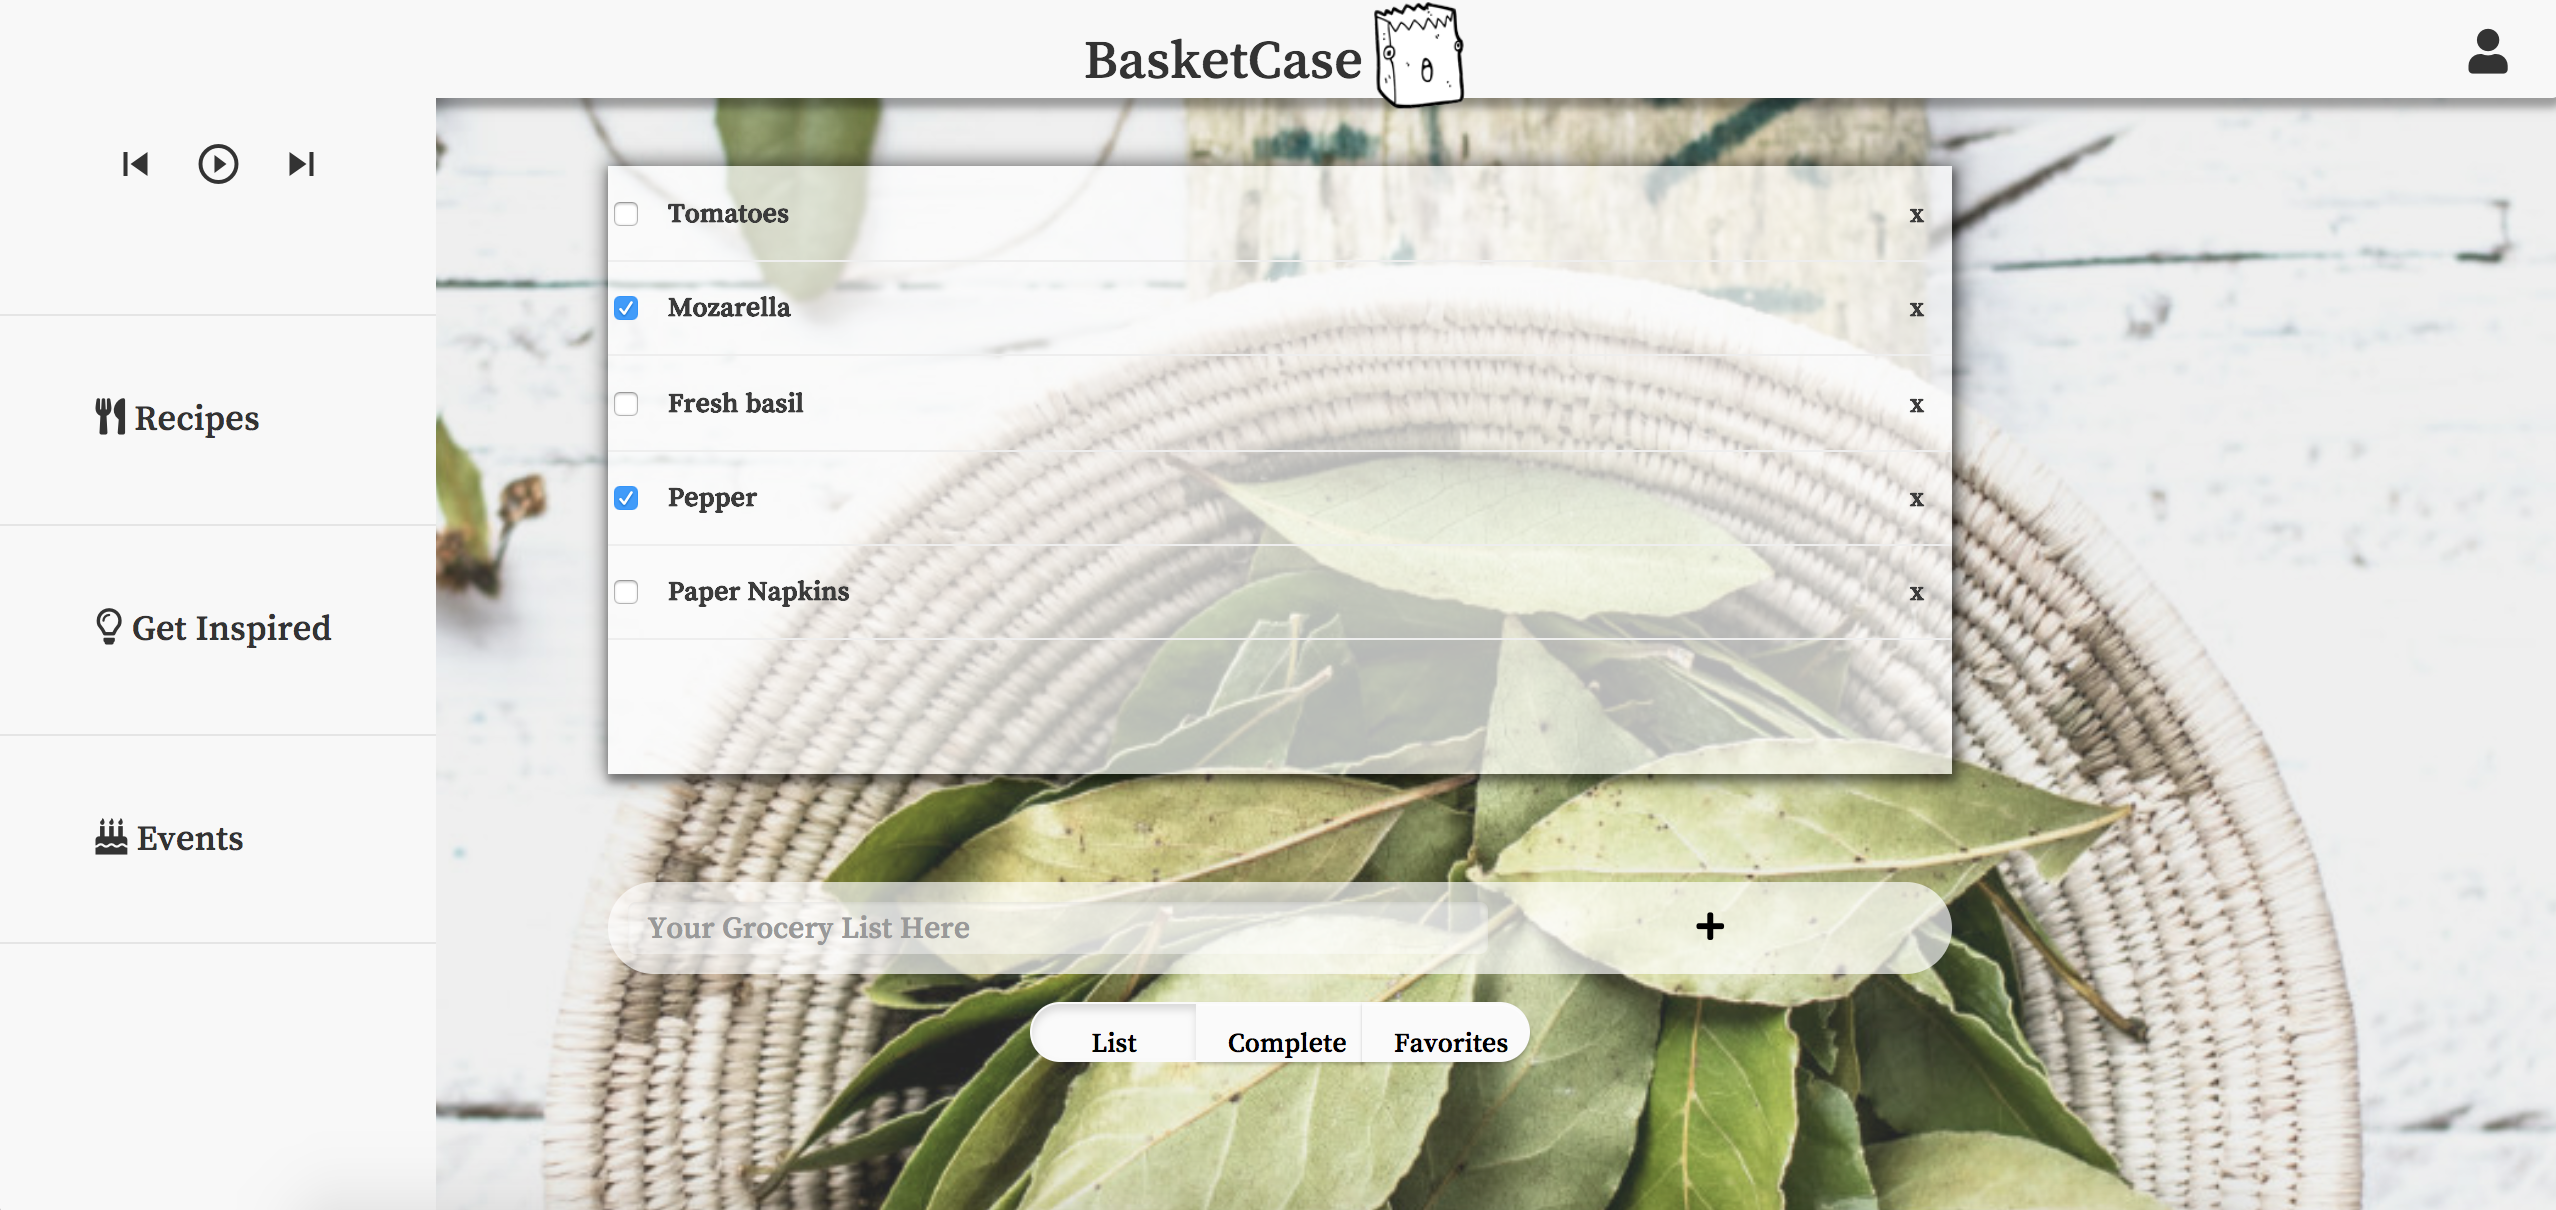 BasketCase
Tomatoes x
Mozarella x
Fresh basil x
Pepper x
Paper Napkins x
Recipes
Get Inspired
Events
Your Grocery List Here +
List Complete Favorites